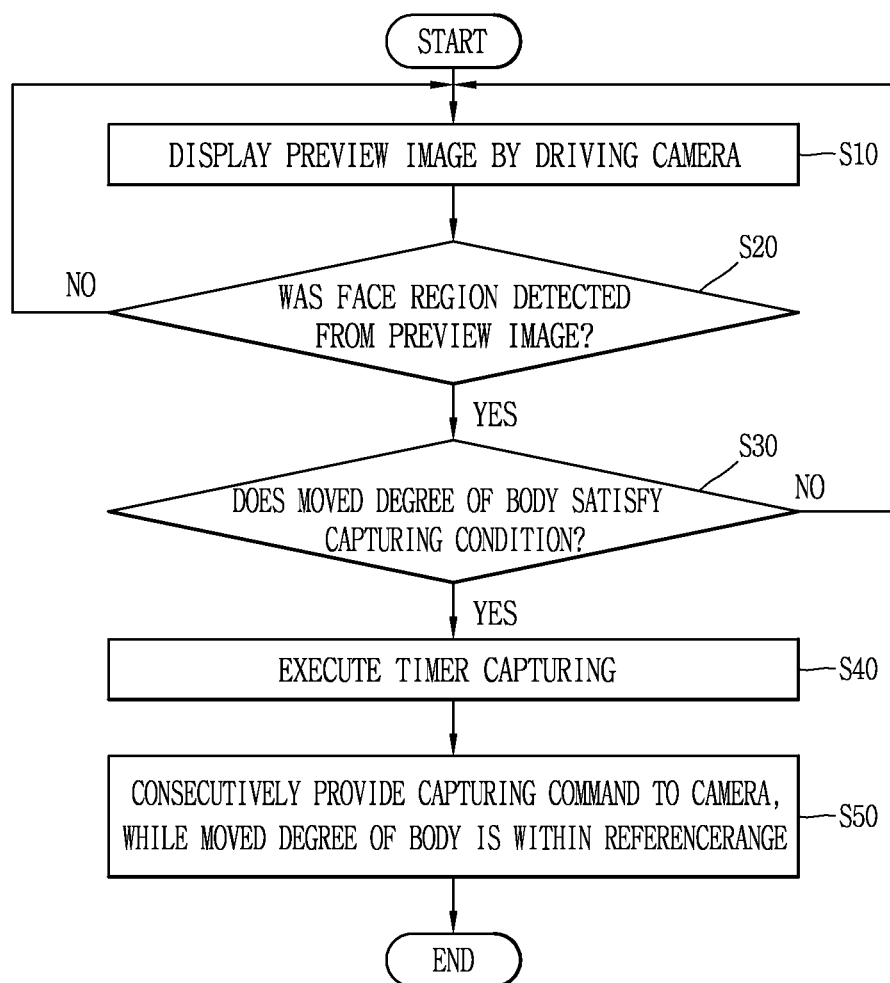 START
DISPLAY PREVIEW IMAGE BY DRIVING CAMERA
S10
S20
NO
WAS FACE REGION DETECTED
FROM PREVIEW IMAGE?
YES
S30
NO
DOES MOVED DEGREE OF BODY SATISFY
CAPTURING CONDITION?
YES
EXECUTE TIMER CAPTURING
S40
CONSECUTIVELY PROVIDE CAPTURING COMMAND TO CAMERA,
WHILE MOVED DEGREE OF BODY IS WITHIN REFERENCERANGE
S50
END